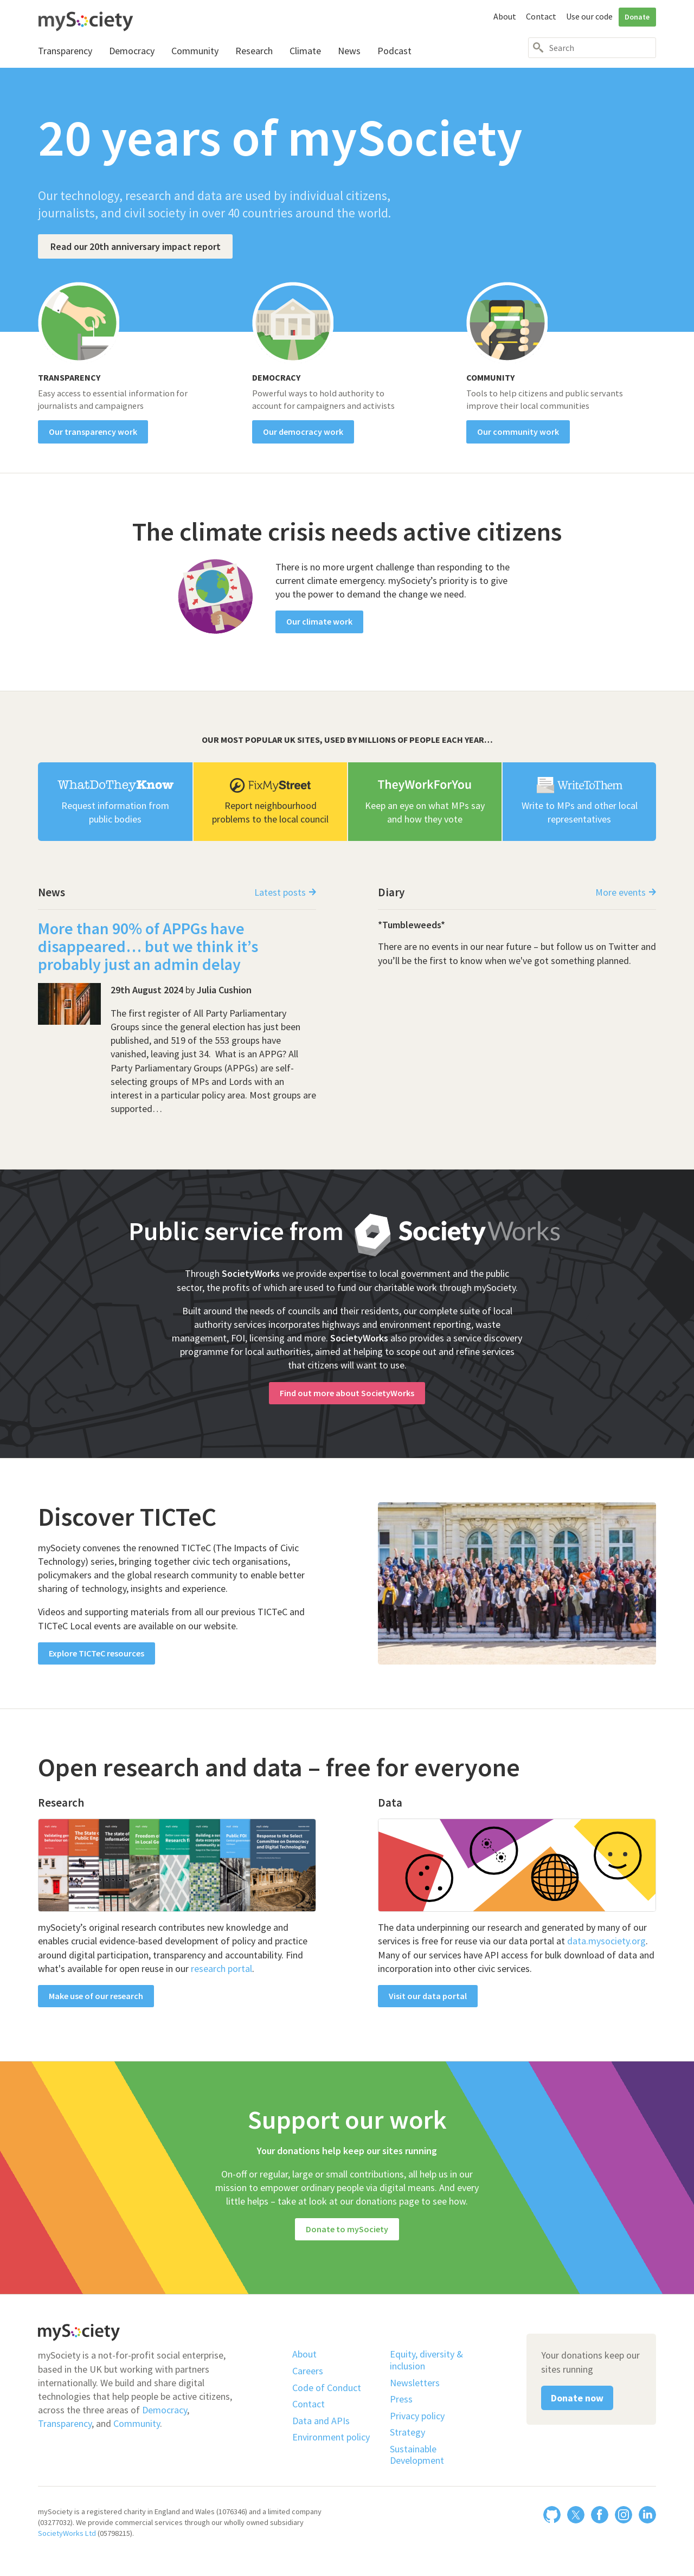 mySociety
About Contact Use our code Donate
Transparency Democracy Community Research Climate News Podcast
Search
20 years of mySociety
Our technology, research and data are used by individual citizens,
journalists, and civil society in over 40 countries around the world.
Read our 20th anniversary impact report
TRANSPARENCY
Easy access to essential information for
journalists and campaigners
Our transparency work
DEMOCRACY
Powerful ways to hold authority to
account for campaigners and activists
Our democracy work
COMMUNITY
Tools to help citizens and public servants
improve their local communities
Our community work
The climate crisis needs active citizens
There is no more urgent challenge than responding to the
current climate emergency. mySociety’s priority is to give
you the power to demand the change we need.
Our climate work
OUR MOST POPULAR UK SITES, USED BY MILLIONS OF PEOPLE EACH YEAR…
WhatDoTheyKnow
Request information from
public bodies
FixMyStreet
Report neighbourhood
problems to the local council
TheyWorkForYou
Keep an eye on what MPs say
and how they vote
WriteToThem
Write to MPs and other local
representatives
News
Latest posts
More than 90% of APPGs have
disappeared… but we think it’s
probably just an admin delay
29th August 2024 by Julia Cushion
The first register of All Party Parliamentary
Groups since the general election has just been
published, and 519 of the 553 groups have
vanished, leaving just 34. What is an APPG? All
Party Parliamentary Groups (APPGs) are self-
selecting groups of MPs and Lords with an
interest in a particular policy area. Most groups are
supported…
Diary
More events
*Tumbleweeds*
There are no events in our near future – but follow us on Twitter and
you’ll be the first to know when we've got something planned.
Public service from SocietyWorks
Through SocietyWorks we provide expertise to local government and the public
sector, the profits of which are used to fund our charitable work through mySociety.
Built around the needs of councils and their residents, our complete suite of local
authority services incorporates highways and environment reporting, waste
management, FOI, licensing and more. SocietyWorks also provides a service discovery
programme for local authorities, aimed at helping to scope out and refine services
that citizens will want to use.
Find out more about SocietyWorks
Discover TICTeC
mySociety convenes the renowned TICTeC (The Impacts of Civic
Technology) series, bringing together civic tech organisations,
policymakers and the global research community to enable better
sharing of technology, insights and experience.
Videos and supporting materials from all our previous TICTeC and
TICTeC Local events are available on our website.
Explore TICTeC resources
Open research and data – free for everyone
Research
Response to the Select
Committee on Democracy
and Digital Technologies
mySociety’s original research contributes new knowledge and
enables crucial evidence-based development of policy and practice
around digital participation, transparency and accountability. Find
what's available for open reuse in our research portal.
Make use of our research
Data
The data underpinning our research and generated by many of our
services is free for reuse via our data portal at data.mysociety.org.
Many of our services have API access for bulk download of data and
incorporation into other civic services.
Visit our data portal
Support our work
Your donations help keep our sites running
On-off or regular, large or small contributions, all help us in our
mission to empower ordinary people via digital means. And every
little helps – take at look at our donations page to see how.
Donate to mySociety
mySociety
mySociety is a not-for-profit social enterprise,
based in the UK but working with partners
internationally. We build and share digital
technologies that help people be active citizens,
across the three areas of Democracy,
Transparency, and Community.
About
Careers
Code of Conduct
Contact
Data and APIs
Environment policy
Equity, diversity &
inclusion
Newsletters
Press
Privacy policy
Strategy
Sustainable
Development
Your donations keep our
sites running
Donate now
mySociety is a registered charity in England and Wales (1076346) and a limited company
(03277032). We provide commercial services through our wholly owned subsidiary
SocietyWorks Ltd (05798215).